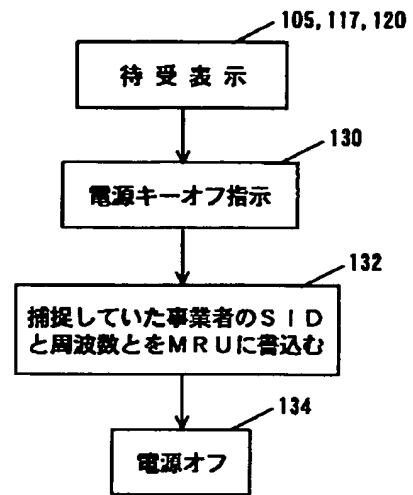 105, 117, 120
待受表示
130
電源キーオフ指示
132
捕捉していた事業者のSID
と周波数とをMRUに書込む
134
電源オフ